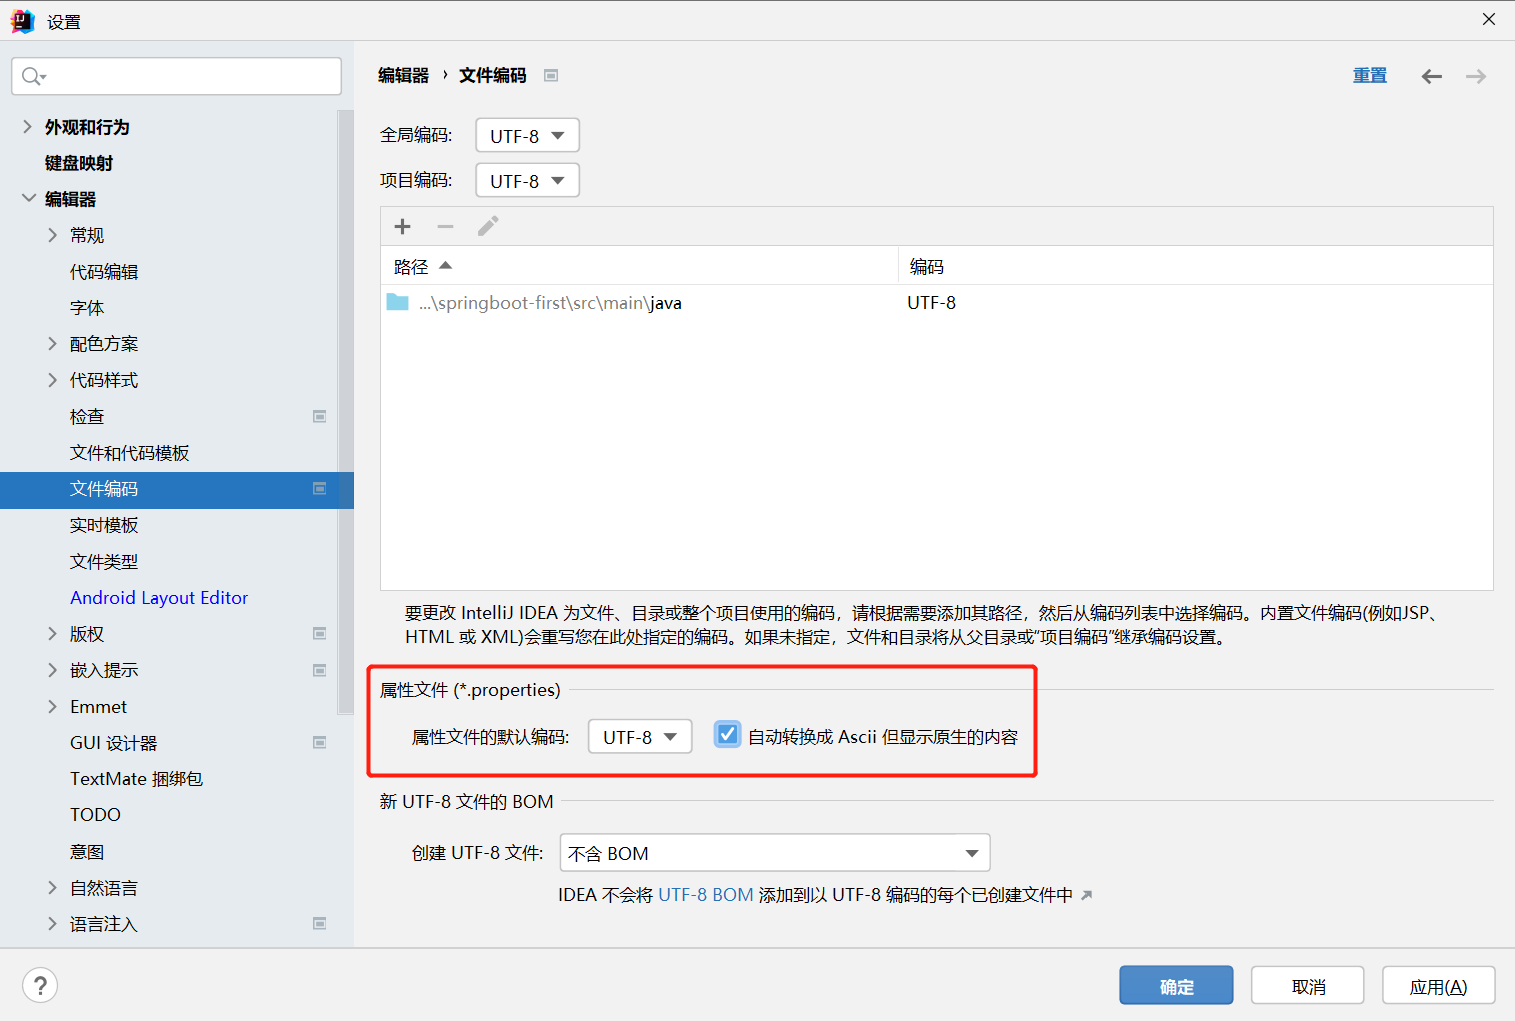 设置
编辑器 › 文件编码
重置
外观和行为
键盘映射
编辑器
常规
代码编辑
字体
配色方案
代码样式
检查
文件和代码模板
文件编码
实时模板
文件类型
Android Layout Editor
版权
嵌入提示
Emmet
GUI 设计器
TextMate 捆绑包
TODO
意图
自然语言
语言注入
全局编码: UTF-8
项目编码: UTF-8
路径 编码
...\springboot-first\src\main\java UTF-8
要更改 IntelliJ IDEA 为文件、目录或整个项目使用的编码，请根据需要添加其路径，然后从编码列表中选择编码。内置文件编码(例如JSP、
HTML 或 XML)会重写您在此处指定的编码。如果未指定，文件和目录将从父目录或"项目编码"继承编码设置。
属性文件 (*.properties)
属性文件的默认编码: UTF-8 自动转换成 Ascii 但显示原生的内容
新 UTF-8 文件的 BOM
创建 UTF-8 文件: 不含 BOM
IDEA 不会将 UTF-8 BOM 添加到以 UTF-8 编码的每个已创建文件中
? 确定 取消 应用(A)